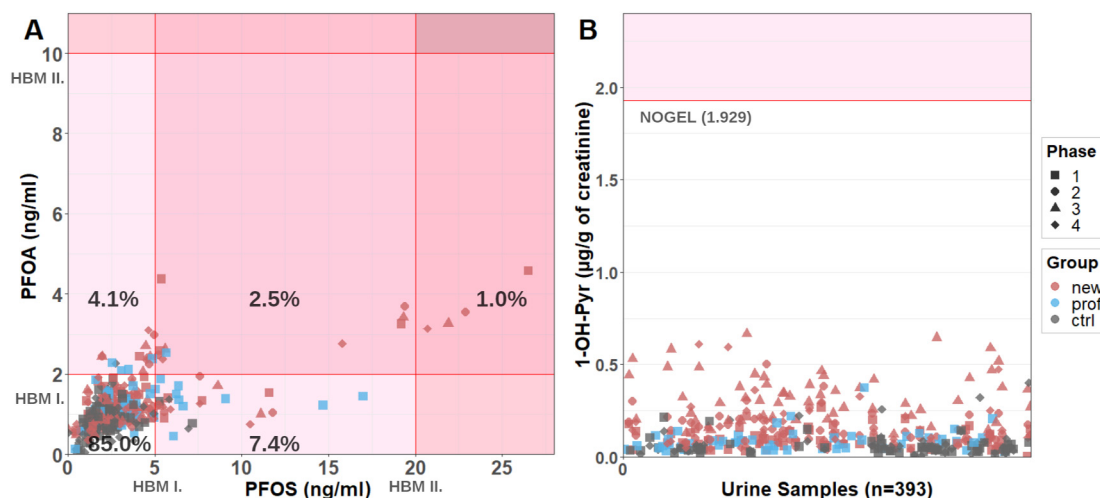 A
10
HBM II.
8
6
PFOA (ng/ml)
4
4.1%
2.5%
1.0%
2
HBM I.
85.0%
7.4%
0
0
5
10
15
20
25
HBM I.
PFOS (ng/ml)
HBM II.
B
2.0
NOGEL (1.929)
1.5
1.0
0.5
0.0
1-OH-Pyr (µg/g of creatinine)
0
Urine Samples (n=393)
Phase
1
2
3
4
Group
new
prof
ctrl